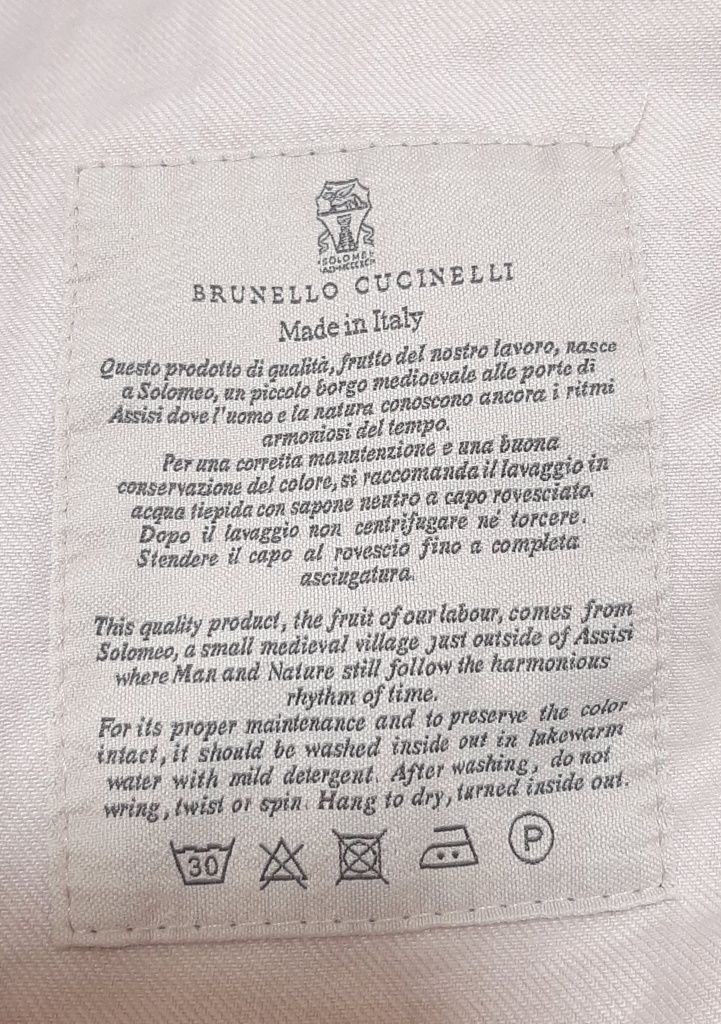 SOLOMEO
BRUNELLO CUCINELLI
Made in Italy
Questo prodotto di qualità, frutto del nostro lavoro, nasce
a Solomeo, un piccolo borgo medioevale alle porte di
Assisi dove l'uomo e la natura conoscono ancora i ritmi
armoniosi del tempo.
Per una corretta manutenzione e una buona
conservazione del colore, si raccomanda il lavaggio in
acqua tiepida con sapone neutro a capo rovesciato.
Dopo il lavaggio non centrifugare né torcere.
Stendere il capo al rovescio fino a completa
asciugatura.
This quality product, the fruit of our labour, comes from
Solomeo, a small medieval village just outside of Assisi
where Man and Nature still follow the harmonious
rhythm of time.
For its proper maintenance and to preserve the color
intact, it should be washed inside out in lukewarm
water with mild detergent. After washing, do not
wring, twist or spin. Hang to dry, turned inside out.
30 P